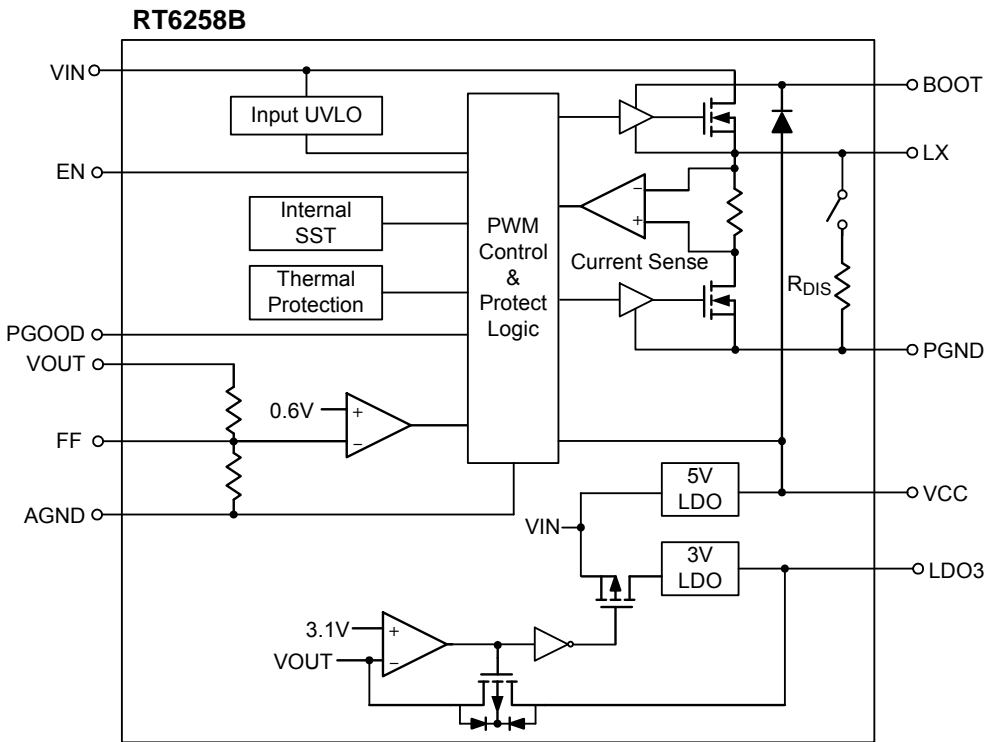 RT6258B
VIN
BOOT
Input UVLO
LX
EN
Internal
SST
PWM
Control
&
Protect
Logic
−
+
Current Sense
RDIS
Thermal
Protection
PGOOD
PGND
VOUT
0.6V
+
−
FF
AGND
5V
LDO
VCC
VIN
3V
LDO
LDO3
3.1V
+
VOUT
−